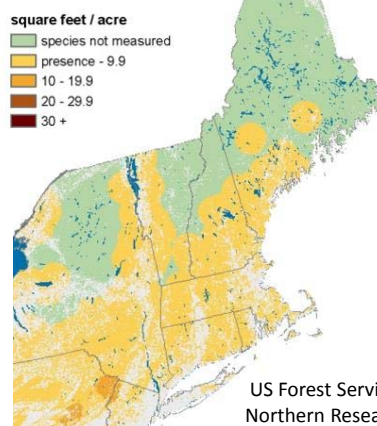 square feet / acre
species not measured
presence - 9.9
10 - 19.9
20 - 29.9
30 +
US Forest Servi
Northern Resea